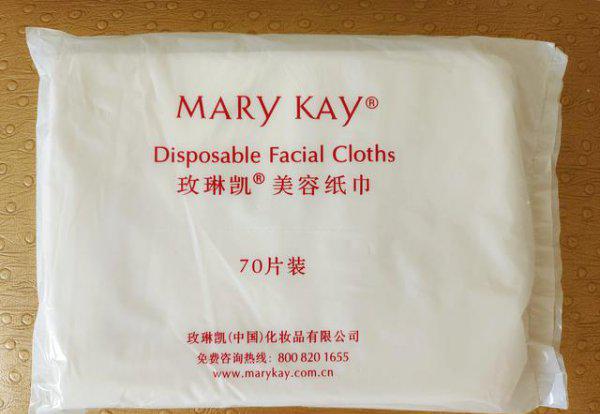 MARY KAY®
Disposable Facial Cloths
玫琳凯®美容纸巾
70片装
玫琳凯(中国)化妆品有限公司
免费咨询热线: 800 820 1655
www.marykay.com.cn